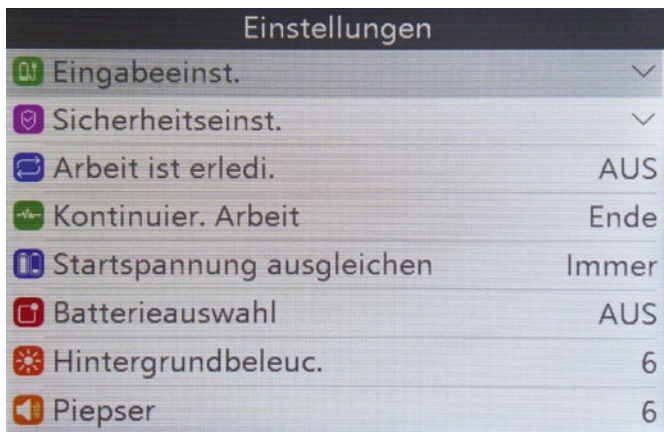 Einstellungen
Eingabeeinst.
Sicherheitseinst.
Arbeit ist erledi. AUS
Kontinuier. Arbeit Ende
Startspannung ausgleichen Immer
Batterieauswahl AUS
Hintergrundbeleuc. 6
Piepser 6